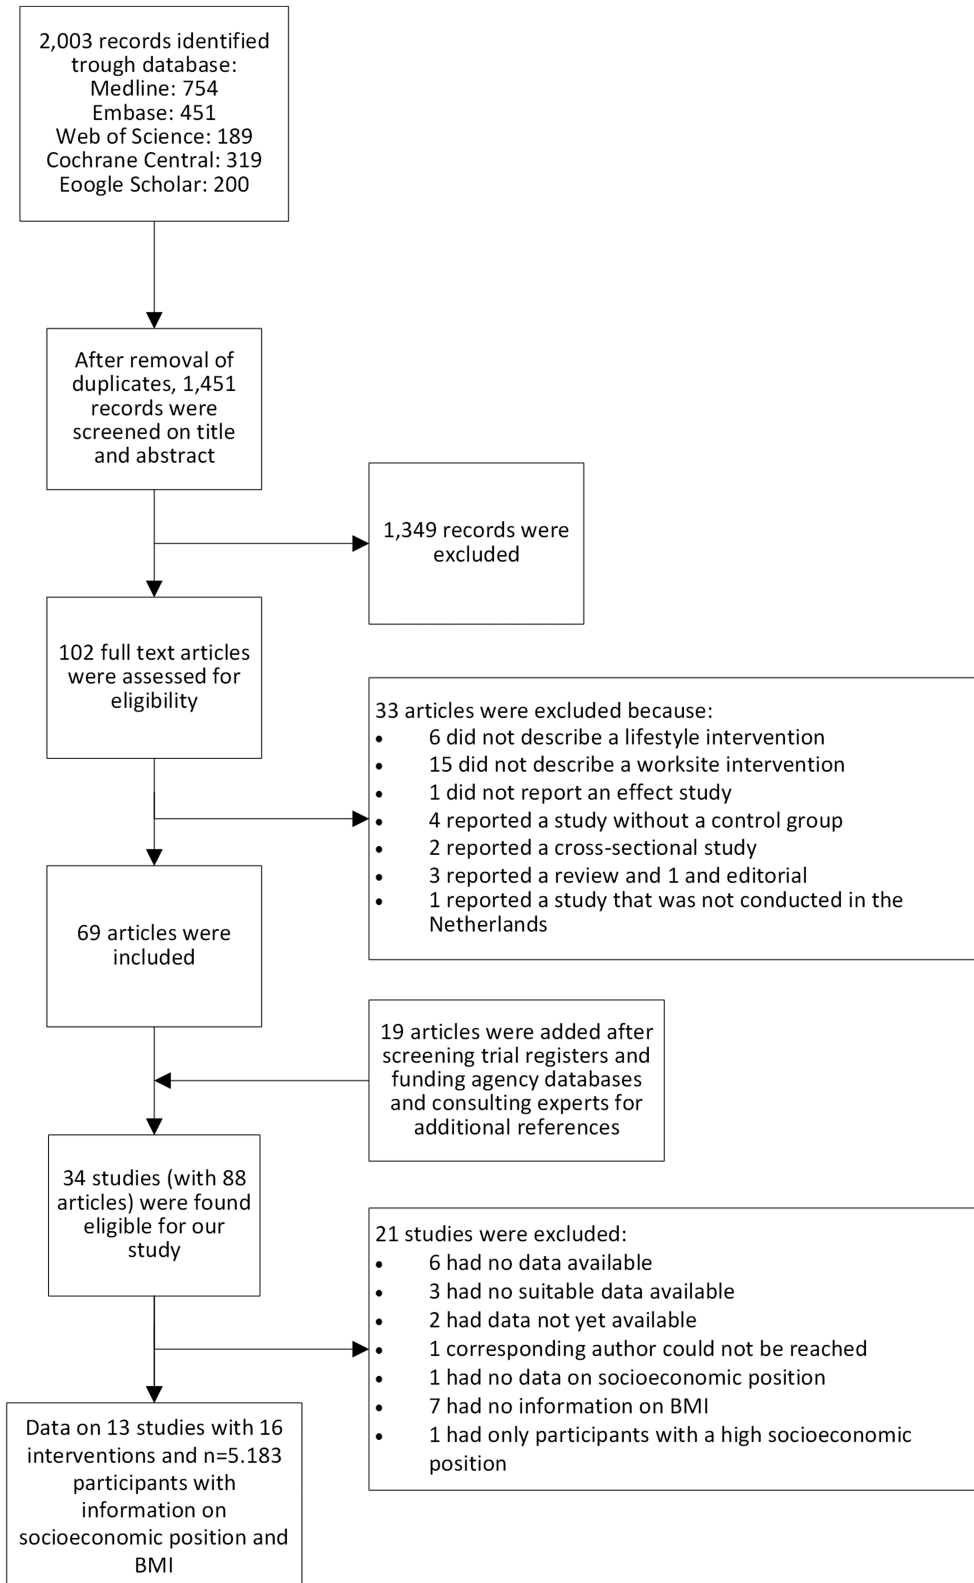 2,003 records identified
trough database:
Medline: 754
Embase: 451
Web of Science: 189
Cochrane Central: 319
Eoogle Scholar: 200
After removal of
duplicates, 1,451
records were
screened on title
and abstract
1,349 records were
excluded
102 full text articles
were assessed for
eligibility
33 articles were excluded because:
• 6 did not describe a lifestyle intervention
• 15 did not describe a worksite intervention
• 1 did not report an effect study
• 4 reported a study without a control group
• 2 reported a cross-sectional study
• 3 reported a review and 1 and editorial
• 1 reported a study that was not conducted in the
Netherlands
69 articles were
included
19 articles were added after
screening trial registers and
funding agency databases
and consulting experts for
additional references
34 studies (with 88
articles) were found
eligible for our
study
21 studies were excluded:
• 6 had no data available
• 3 had no suitable data available
• 2 had data not yet available
• 1 corresponding author could not be reached
• 1 had no data on socioeconomic position
• 7 had no information on BMI
• 1 had only participants with a high socioeconomic
position
Data on 13 studies with 16
interventions and n=5.183
participants with
information on
socioeconomic position and
BMI